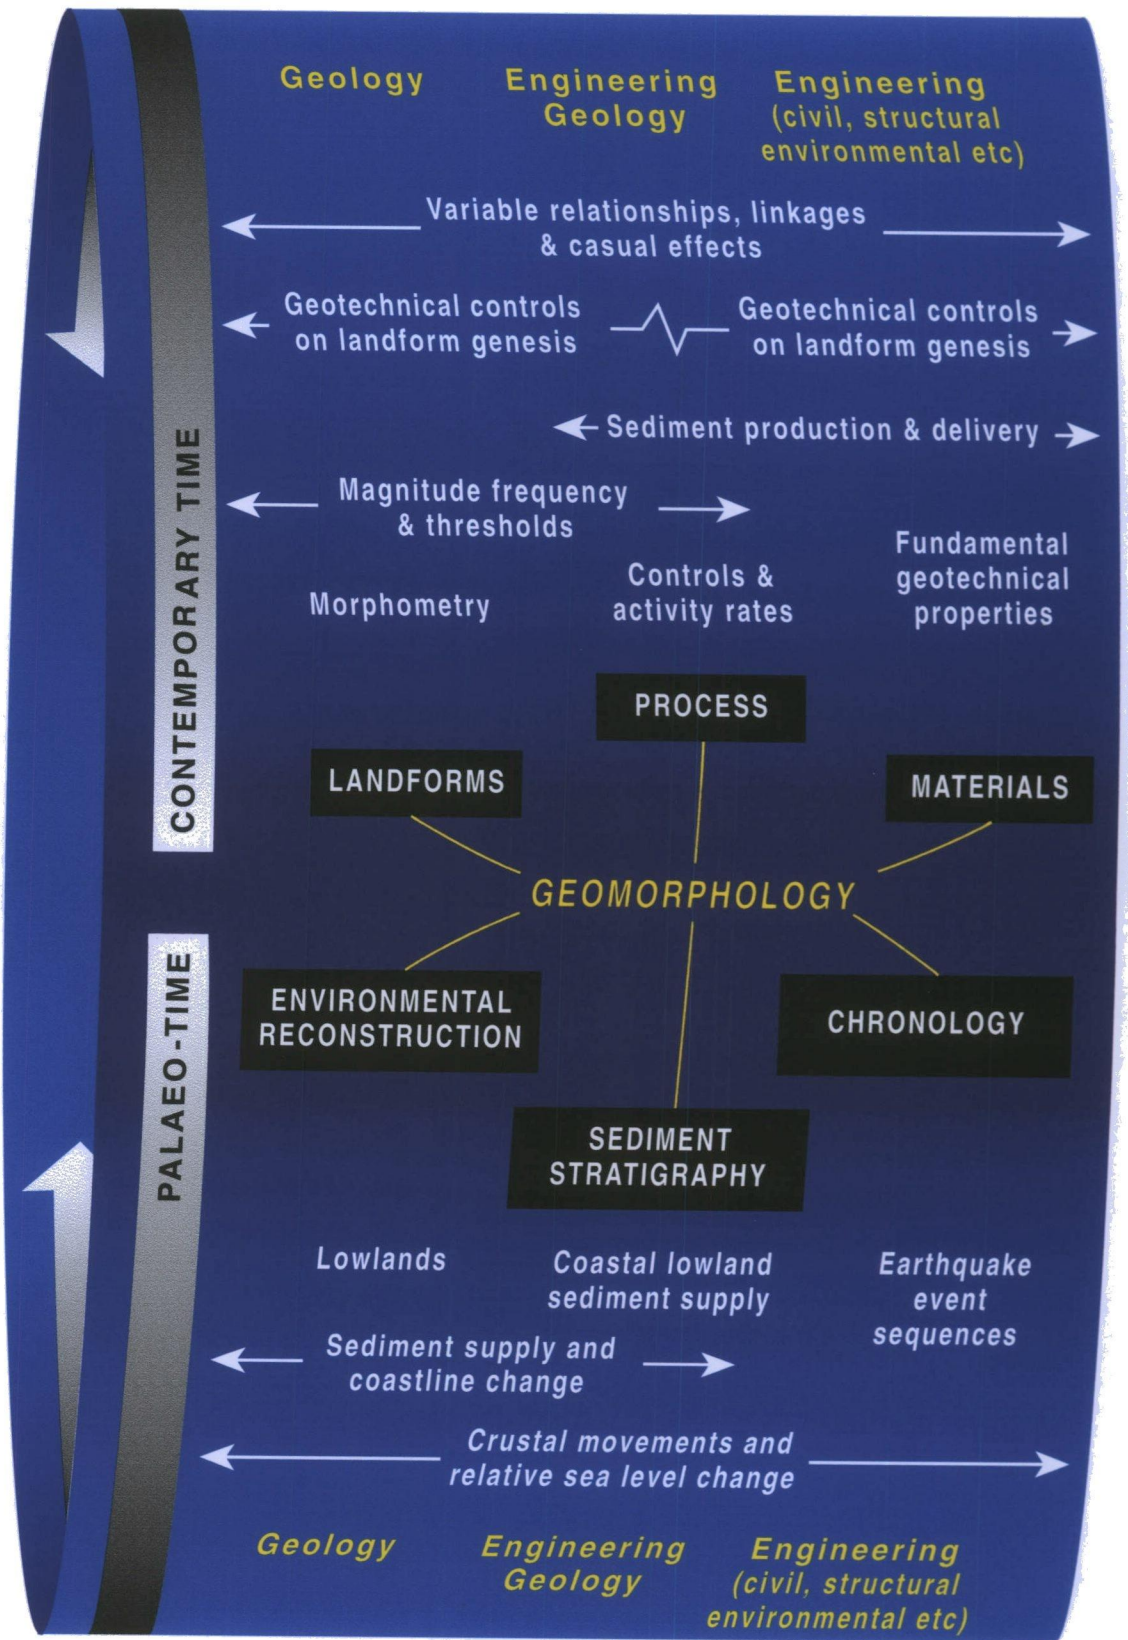 Geology
Engineering
Geology
Engineering
(civil, structural
environmental etc)
Variable relationships, linkages
& casual effects
Geotechnical controls
on landform genesis
Geotechnical controls
on landform genesis
Sediment production & delivery
Magnitude frequency
& thresholds
Morphometry
Controls &
activity rates
Fundamental
geotechnical
properties
CONTEMPORARY TIME
PROCESS
LANDFORMS
MATERIALS
GEOMORPHOLOGY
ENVIRONMENTAL
RECONSTRUCTION
CHRONOLOGY
SEDIMENT
STRATIGRAPHY
PALAEO-TIME
Lowlands
Coastal lowland
sediment supply
Earthquake
event
sequences
Sediment supply and
coastline change
Crustal movements and
relative sea level change
Geology
Engineering
Geology
Engineering
(civil, structural
environmental etc)